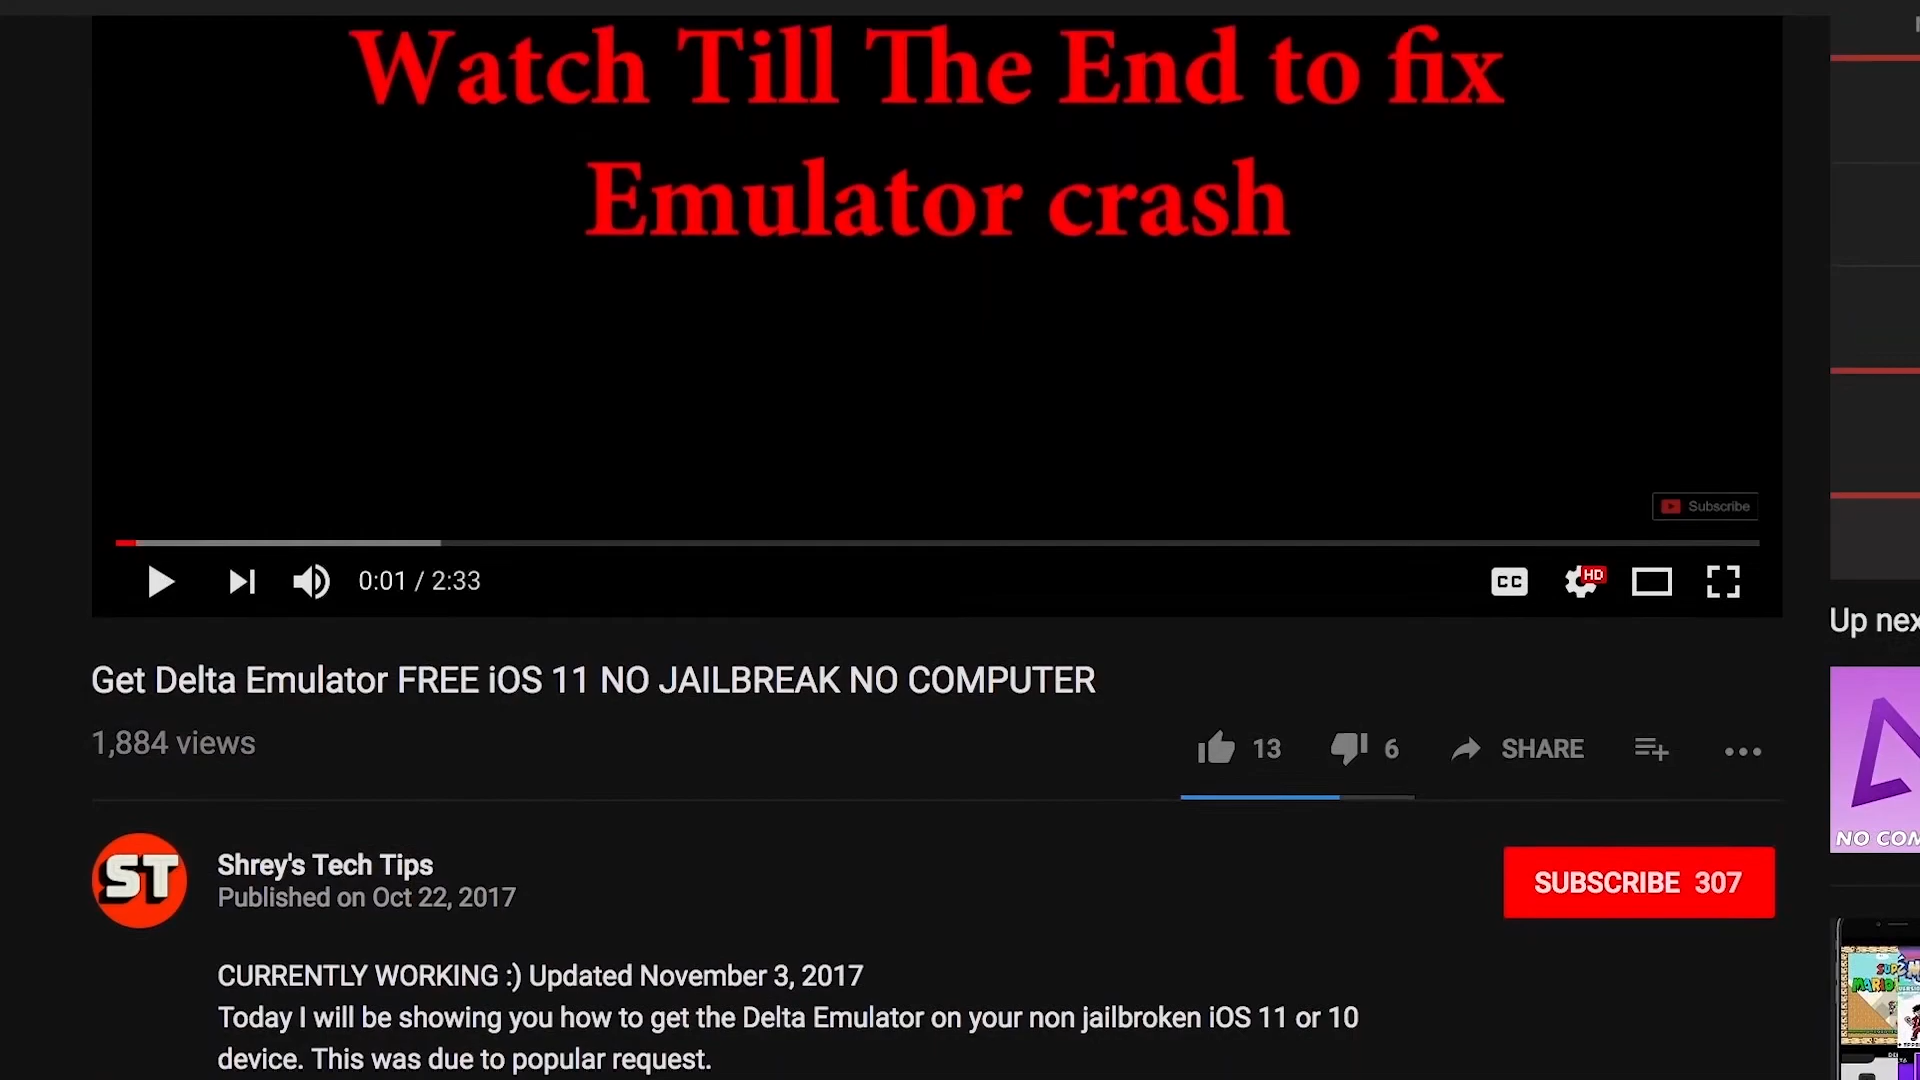 Watch Till The End to fix
Emulator crash
Subscribe
0:01 / 2:33
CC
HD
Up nex
Get Delta Emulator FREE iOS 11 NO JAILBREAK NO COMPUTER
1,884 views
13
6
SHARE
NO COM
ST
Shrey's Tech Tips
Published on Oct 22, 2017
SUBSCRIBE 307
CURRENTLY WORKING :) Updated November 3, 2017
Today I will be showing you how to get the Delta Emulator on your non jailbroken iOS 11 or 10
device. This was due to popular request.
MARIO